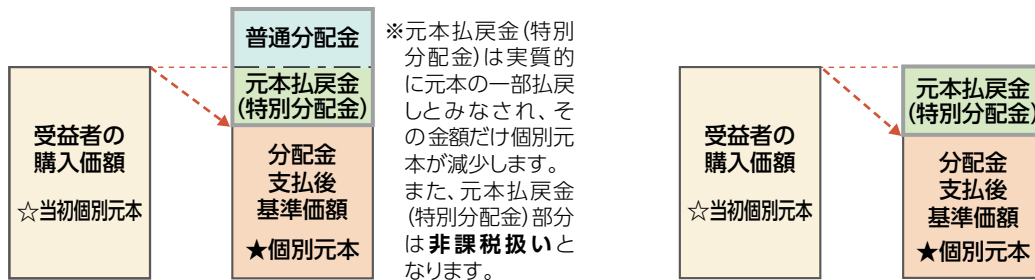 普通分配金
元本払戻金
(特別分配金)
受益者の
購入価額
☆当初個別元本
分配金
支払後
基準価額
★個別元本
※元本払戻金(特別
分配金)は実質的
に元本の一部払戻
しとみなされ、そ
の金額だけ個別元
本が減少します。
また、元本払戻金
(特別分配金)部分
は非課税扱いと
なります。
受益者の
購入価額
☆当初個別元本
元本払戻金
(特別分配金)
分配金
支払後
基準価額
★個別元本